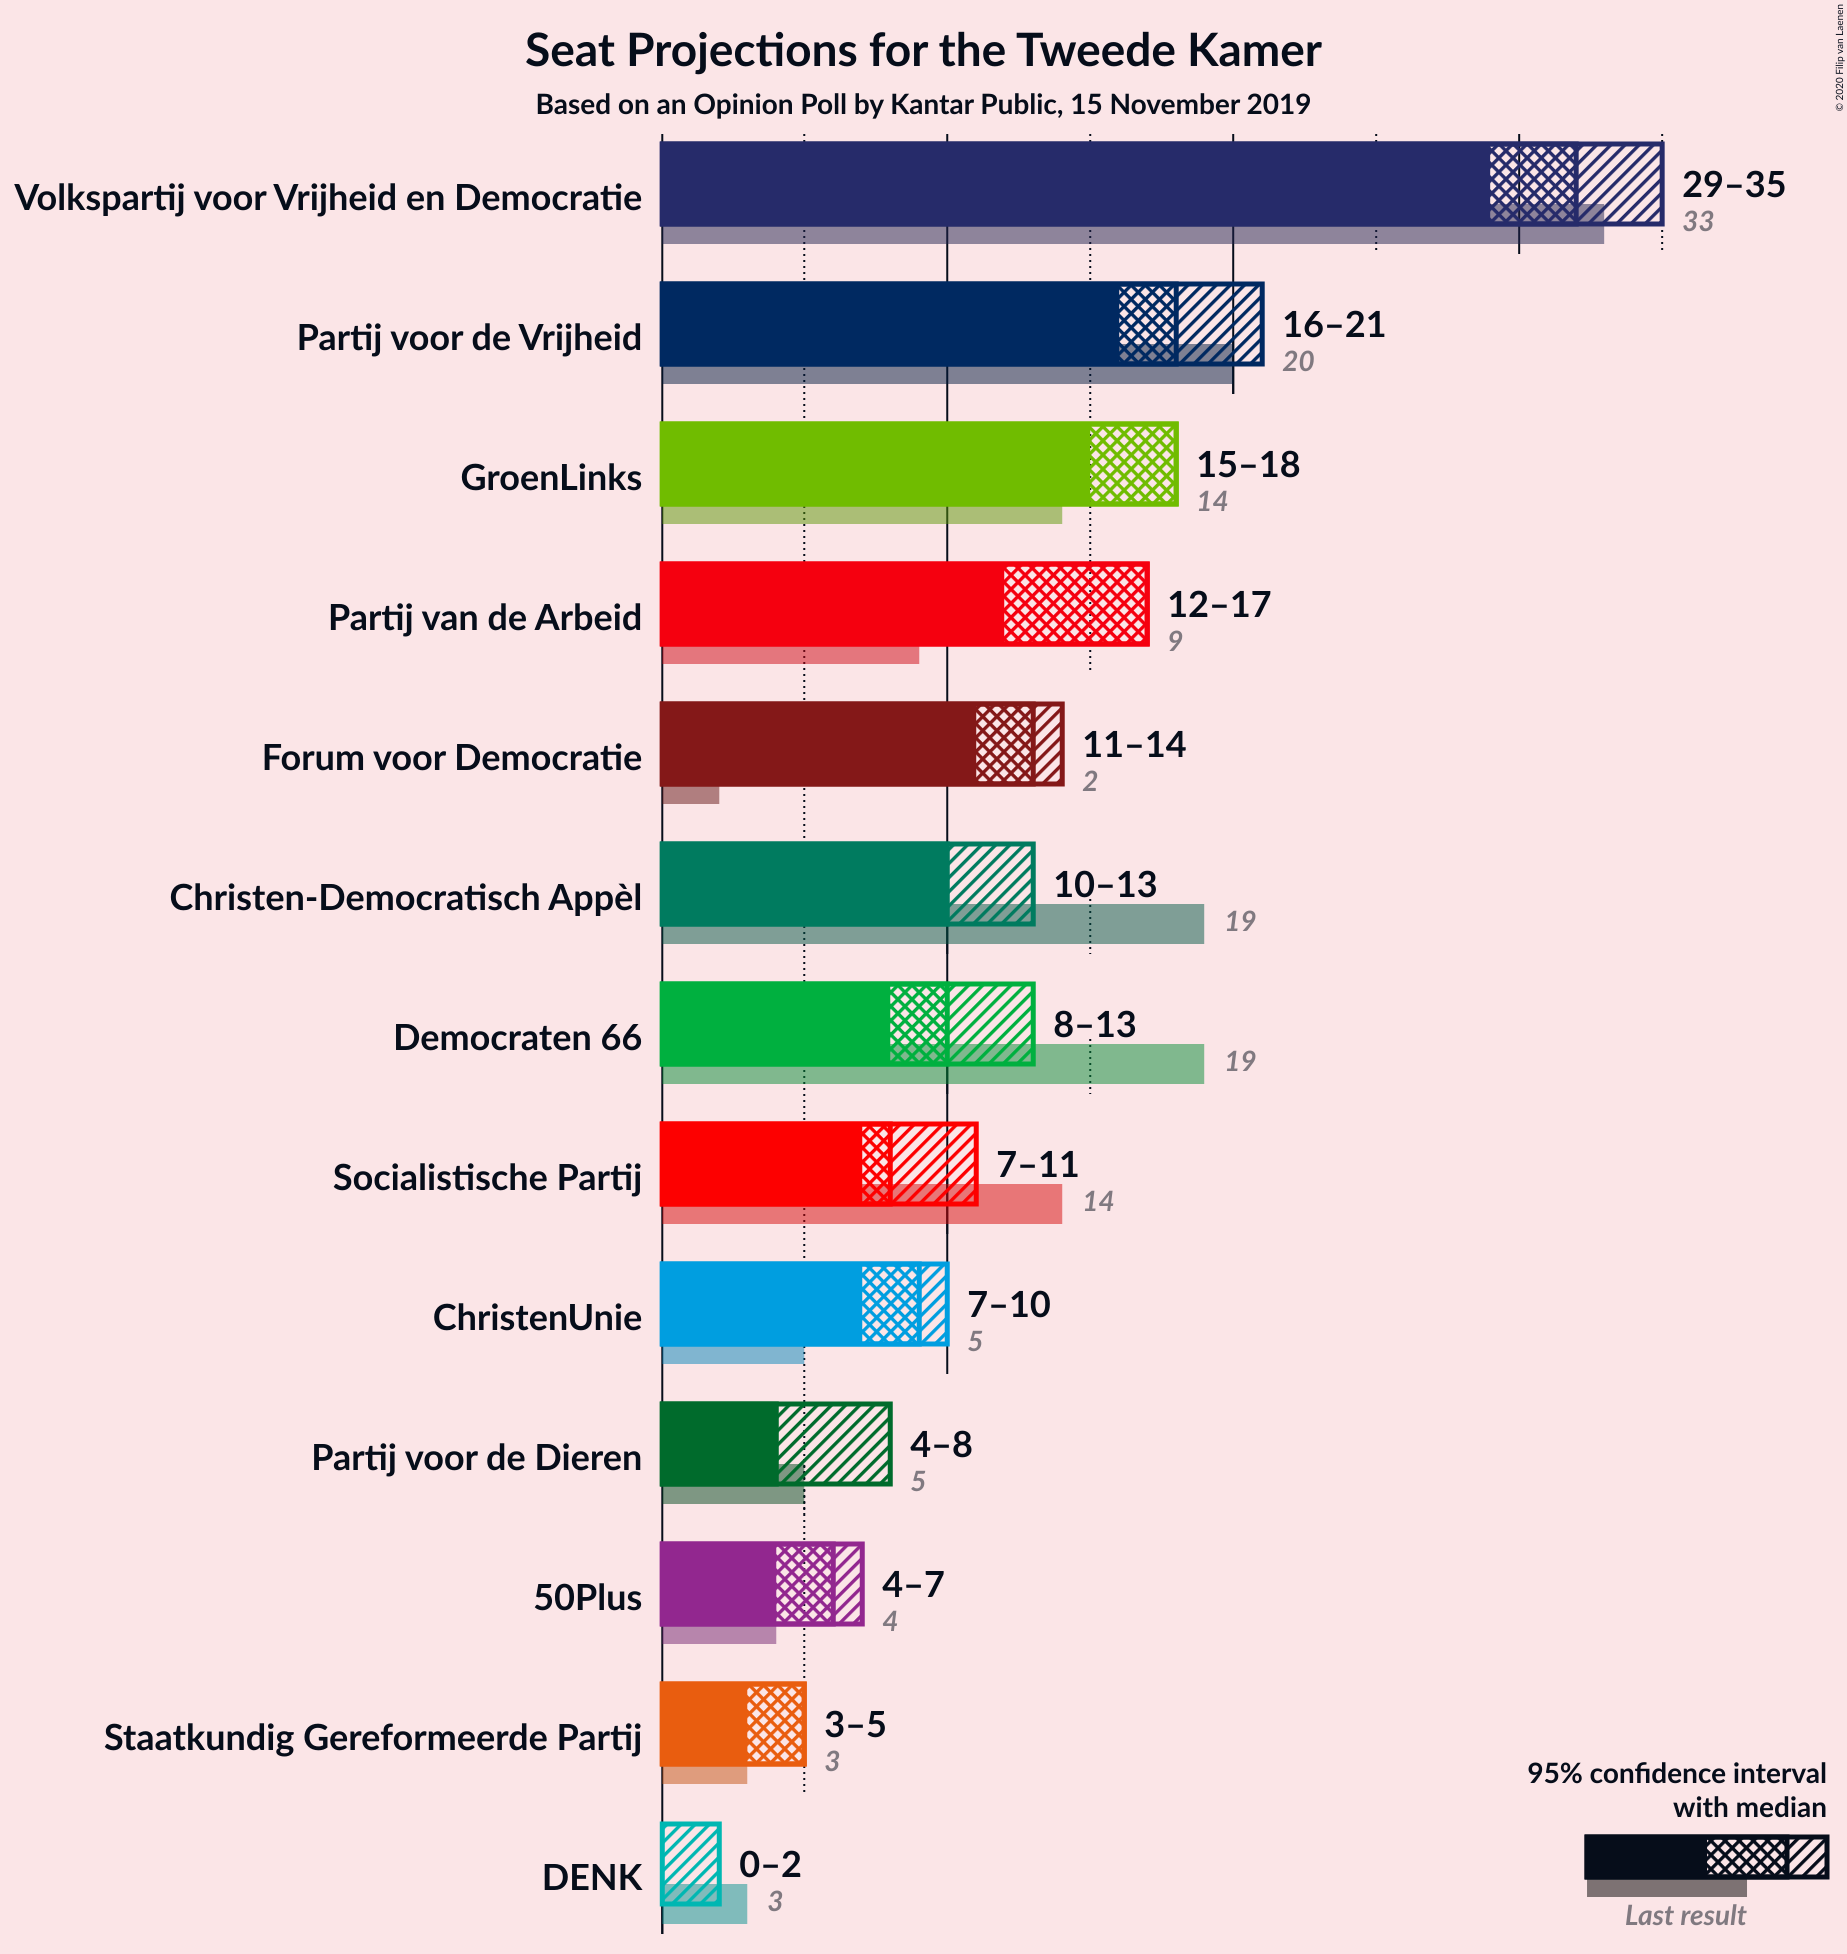 Seat Projections for the Tweede Kamer
Based on an Opinion Poll by Kantar Public, 15 November 2019
© 2020 Filip van Laenen
Volkspartij voor Vrijheid en Democratie
29–35
33
Partij voor de Vrijheid
16–21
20
GroenLinks
15–18
14
Partij van de Arbeid
12–17
9
Forum voor Democratie
11–14
2
Christen-Democratisch Appèl
10–13
19
Democraten 66
8–13
19
Socialistische Partij
7–11
14
ChristenUnie
7–10
5
Partij voor de Dieren
4–8
5
50Plus
4–7
4
Staatkundig Gereformeerde Partij
3–5
3
DENK
0–2
3
95% confidence interval
with median
Last result